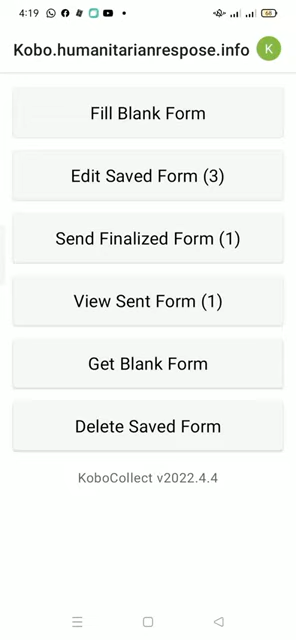 4:19
68
Kobo.humanitarianrespose.info
K
Fill Blank Form
Edit Saved Form (3)
Send Finalized Form (1)
View Sent Form (1)
Get Blank Form
Delete Saved Form
KoboCollect v2022.4.4